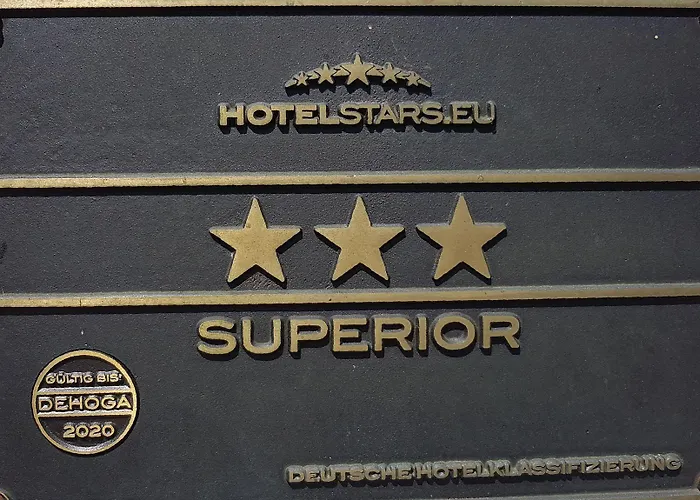 HOTELSTARS.EU
SUPERIOR
GÜLTIG BIS
DEHOGA
2020
DEUTSCHE HOTELKLASSIFIZIERUNG